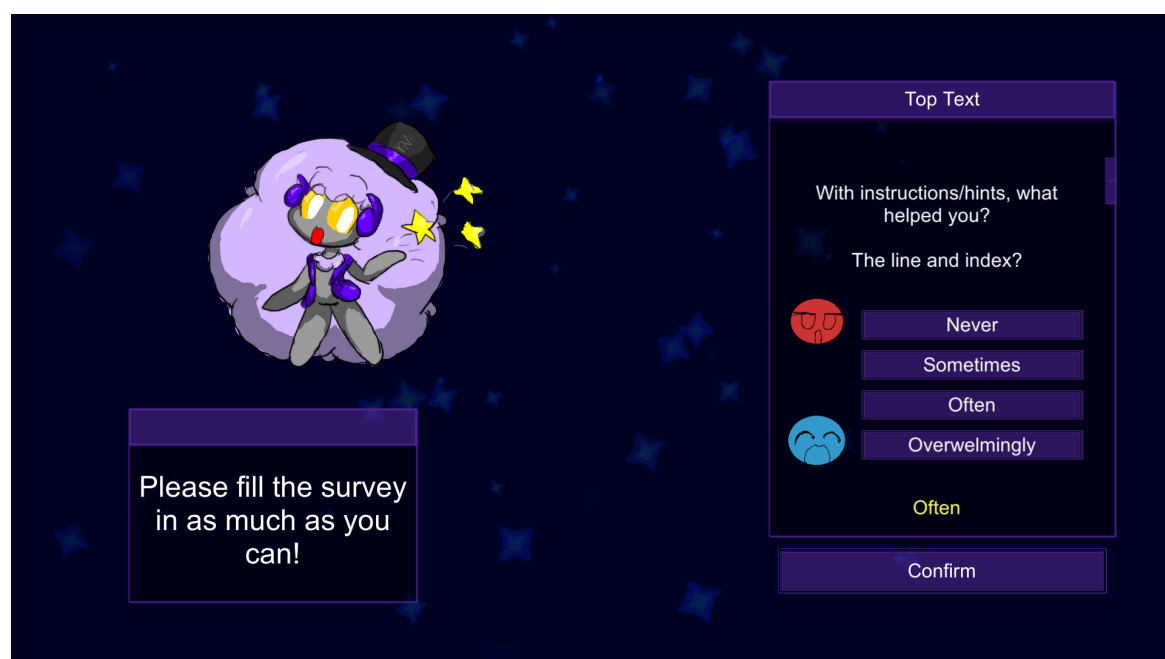 Please fill the survey
in as much as you
can!
Top Text
With instructions/hints, what
helped you?
The line and index?
Never
Sometimes
Often
Overwelmingly
Often
Confirm